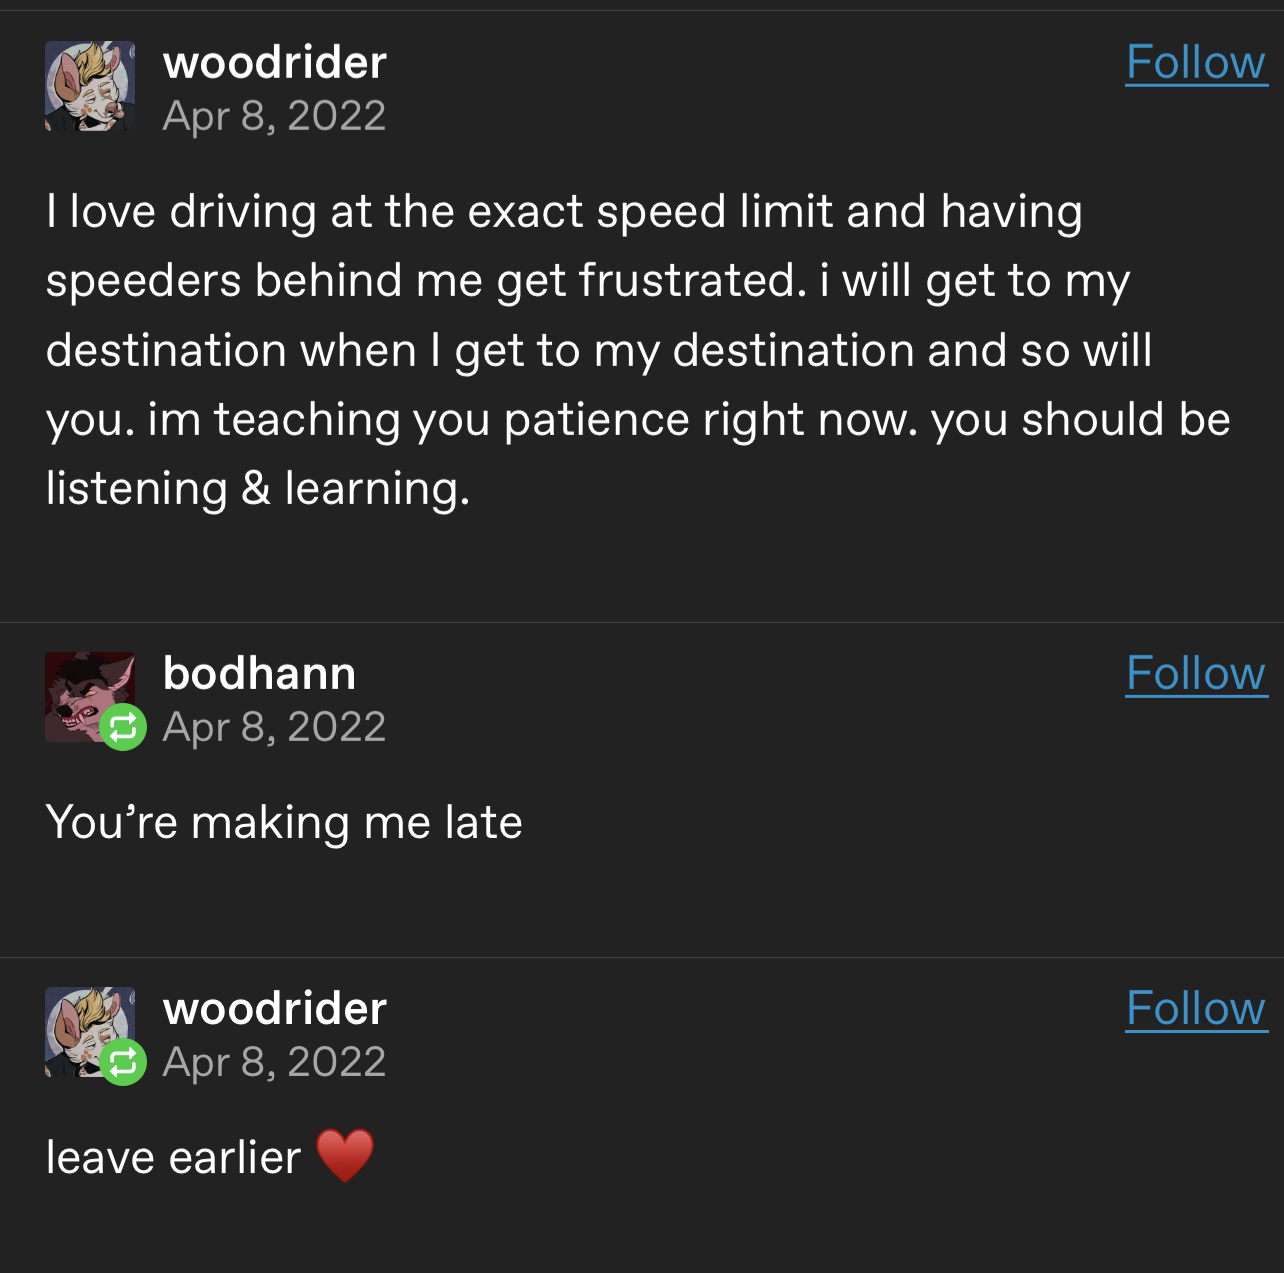 woodrider
Follow
Apr 8, 2022
I love driving at the exact speed limit and having
speeders behind me get frustrated. i will get to my
destination when I get to my destination and so will
you. im teaching you patience right now. you should be
listening & learning.
bodhann
Follow
Apr 8, 2022
You’re making me late
woodrider
Follow
Apr 8, 2022
leave earlier ♥️